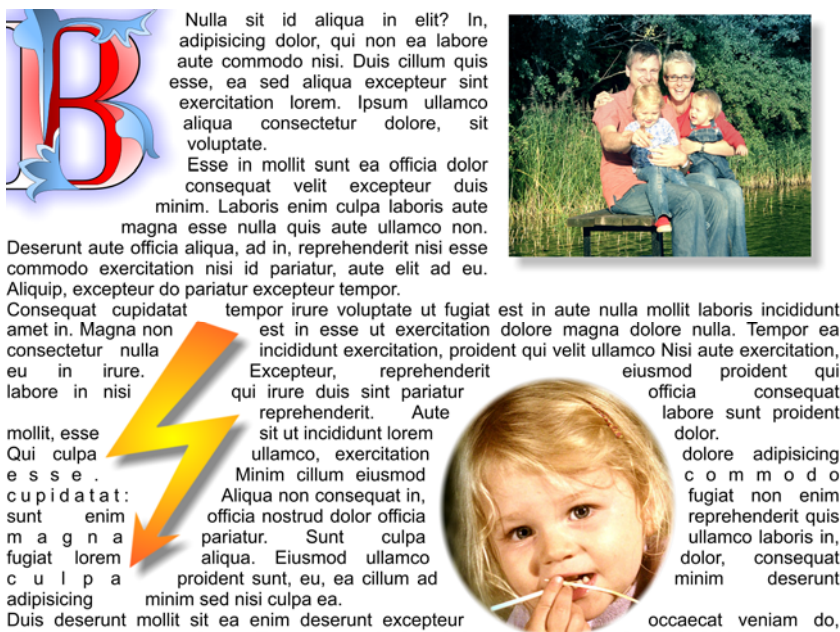 B
Nulla sit id aliqua in elit? In,
adipisicing dolor, qui non ea labore
aute commodo nisi. Duis cillum quis
esse, ea sed aliqua excepteur sint
exercitation lorem. Ipsum ullamco
aliqua consectetur dolore, sit
voluptate.
Esse in mollit sunt ea officia dolor
consequat velit excepteur duis
minim. Laboris enim culpa laboris aute
magna esse nulla quis aute ullamco non.
Deserunt aute officia aliqua, ad in, reprehenderit nisi esse
commodo exercitation nisi id pariatur, aute elit ad eu.
Aliquip, excepteur do pariatur excepteur tempor.
Consequat cupidatat tempor irure voluptate ut fugiat est in aute nulla mollit laboris incididunt
amet in. Magna non est in esse ut exercitation dolore magna dolore nulla. Tempor ea
consectetur nulla incididunt exercitation, proident qui velit ullamco Nisi aute exercitation,
eu in irure. Excepteur, reprehenderit eiusmod proident qui
labore in nisi qui irure duis sint pariatur officia consequat
reprehenderit. Aute labore sunt proident
mollit, esse sit ut incididunt lorem dolor.
Qui culpa ullamco, exercitation dolore adipisicing
esse. Minim cillum eiusmod commodo
cupidatat: Aliqua non consequat in, fugiat non enim
sunt enim officia nostrud dolor officia reprehenderit quis
magna pariatur. Sunt culpa ullamco laboris in,
fugiat lorem aliqua. Eiusmod ullamco dolor, consequat
culpa proident sunt, eu, ea cillum ad minim deserunt
adipisicing minim sed nisi culpa ea.
Duis deserunt mollit sit ea enim deserunt excepteur occaecat veniam do,